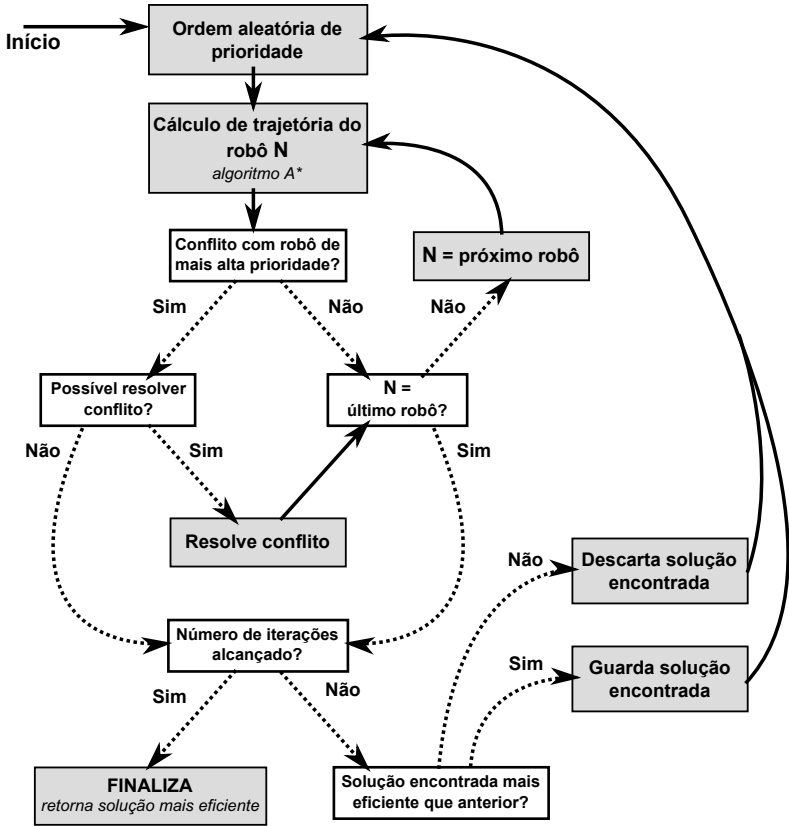 Início
Ordem aleatória de
prioridade
Cálculo de trajetória do
robô N
algoritmo A*
Conflito com robô de
mais alta prioridade?
N = próximo robô
Sim
Não
Não
Possível resolver
conflito?
N =
último robô?
Não
Sim
Sim
Resolve conflito
Não
Descarta solução
encontrada
Número de iterações
alcançado?
Sim
Guarda solução
encontrada
Sim
Não
FINALIZA
retorna solução mais eficiente
Solução encontrada mais
eficiente que anterior?